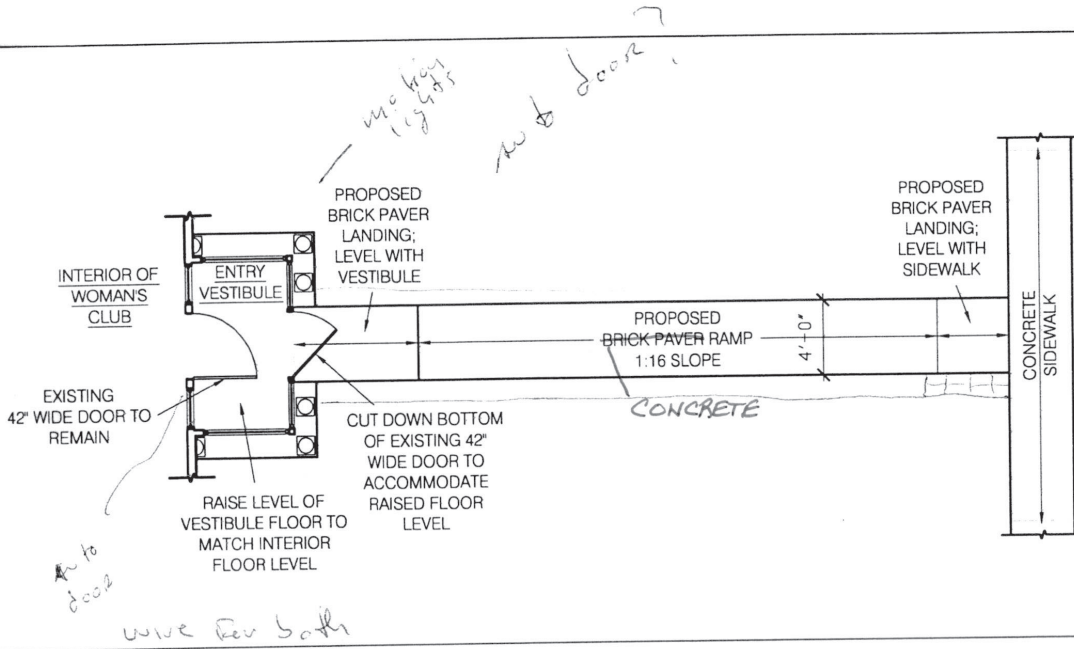 motion
lights
auto door?
PROPOSED
BRICK PAVER
LANDING;
LEVEL WITH
VESTIBULE
PROPOSED
BRICK PAVER
LANDING;
LEVEL WITH
SIDEWALK
INTERIOR OF
WOMAN'S
CLUB
ENTRY
VESTIBULE
PROPOSED
BRICK PAVER RAMP
1:16 SLOPE
4'-0"
CONCRETE
SIDEWALK
EXISTING
42" WIDE DOOR TO
REMAIN
CUT DOWN BOTTOM
OF EXISTING 42"
WIDE DOOR TO
ACCOMMODATE
RAISED FLOOR
LEVEL
CONCRETE
RAISE LEVEL OF
VESTIBULE FLOOR TO
MATCH INTERIOR
FLOOR LEVEL
auto
door
wire for both